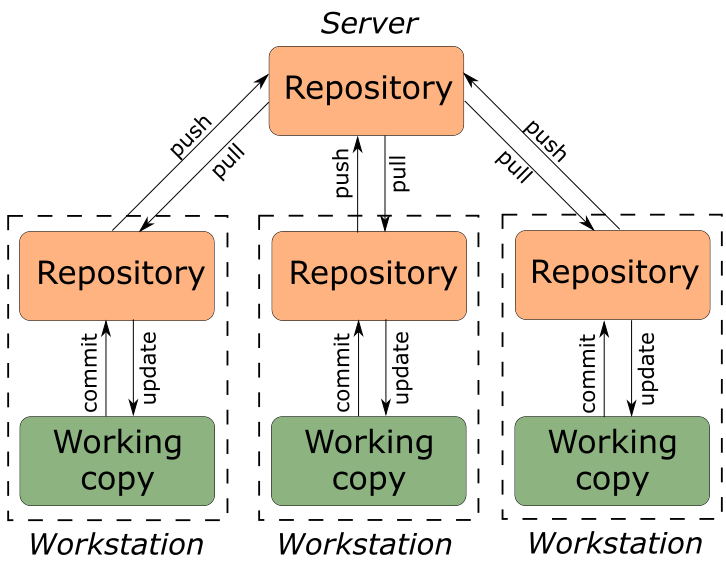 Server
Repository
push
pull
push
pull
push
pull
Repository
Repository
Repository
commit
update
commit
update
commit
update
Working
copy
Working
copy
Working
copy
Workstation
Workstation
Workstation